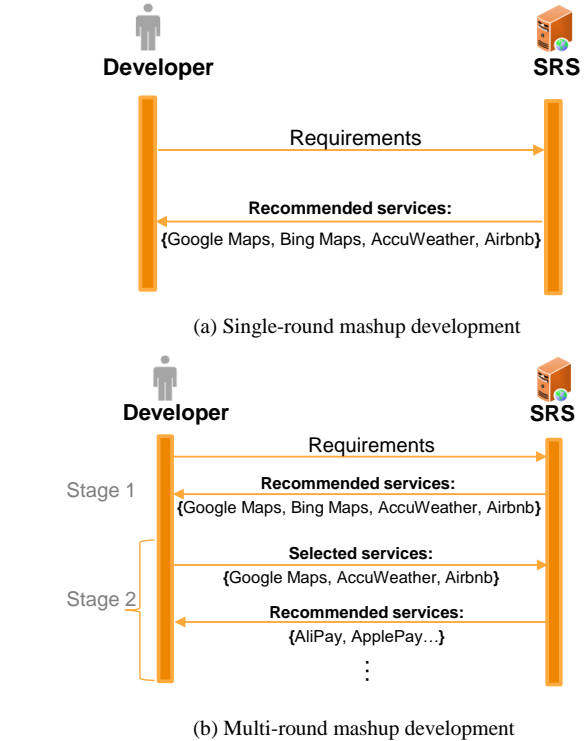 Developer
SRS
Requirements
Recommended services:
{Google Maps, Bing Maps, AccuWeather, Airbnb}
(a) Single-round mashup development
Developer
SRS
Requirements
Stage 1
Recommended services:
{Google Maps, Bing Maps, AccuWeather, Airbnb}
Selected services:
{Google Maps, AccuWeather, Airbnb}
Stage 2
Recommended services:
{AliPay, ApplePay…}
⋮
(b) Multi-round mashup development